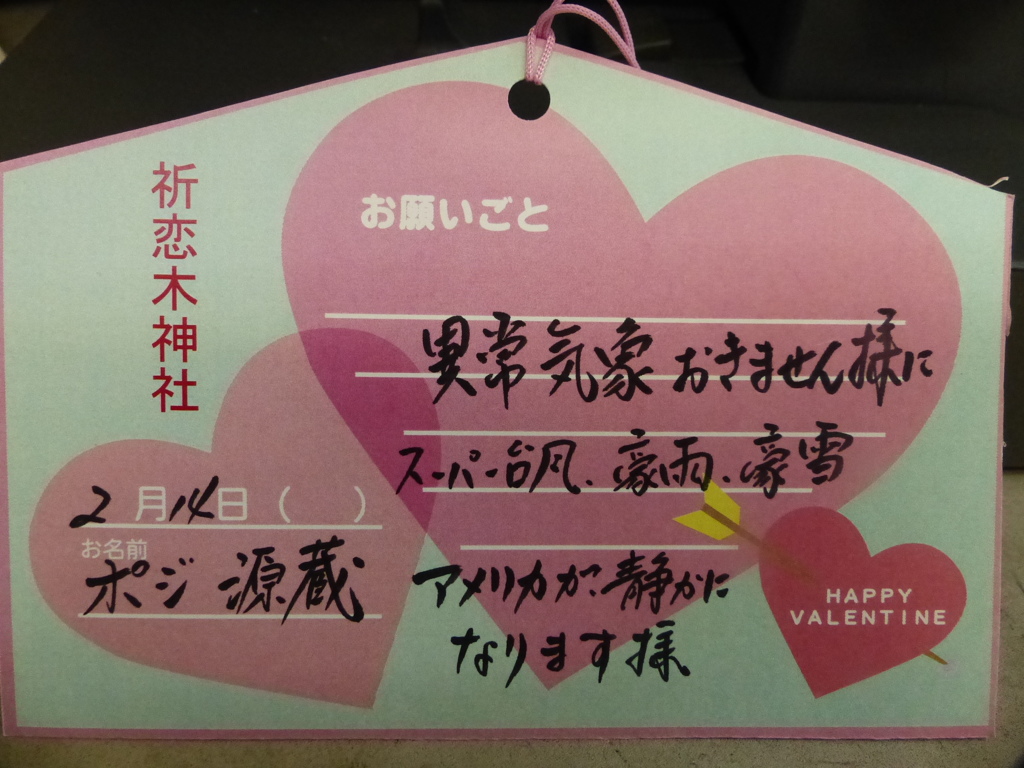 祈恋木神社
お願いごと
異常気象おきません様に
スーパー台風、豪雨、豪雪
アメリカが静かに
なります様
2月14日（　）
お名前
ポジ 源蔵
HAPPY
VALENTINE